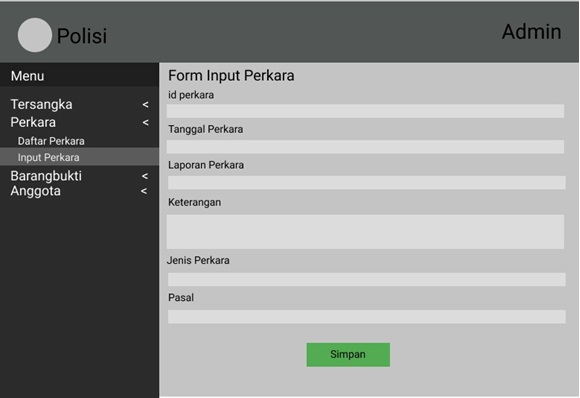 Polisi
Admin
Menu
Tersangka <
Perkara <
Daftar Perkara
Input Perkara
Barangbukti <
Anggota <
Form Input Perkara
id perkara
Tanggal Perkara
Laporan Perkara
Keterangan
Jenis Perkara
Pasal
Simpan